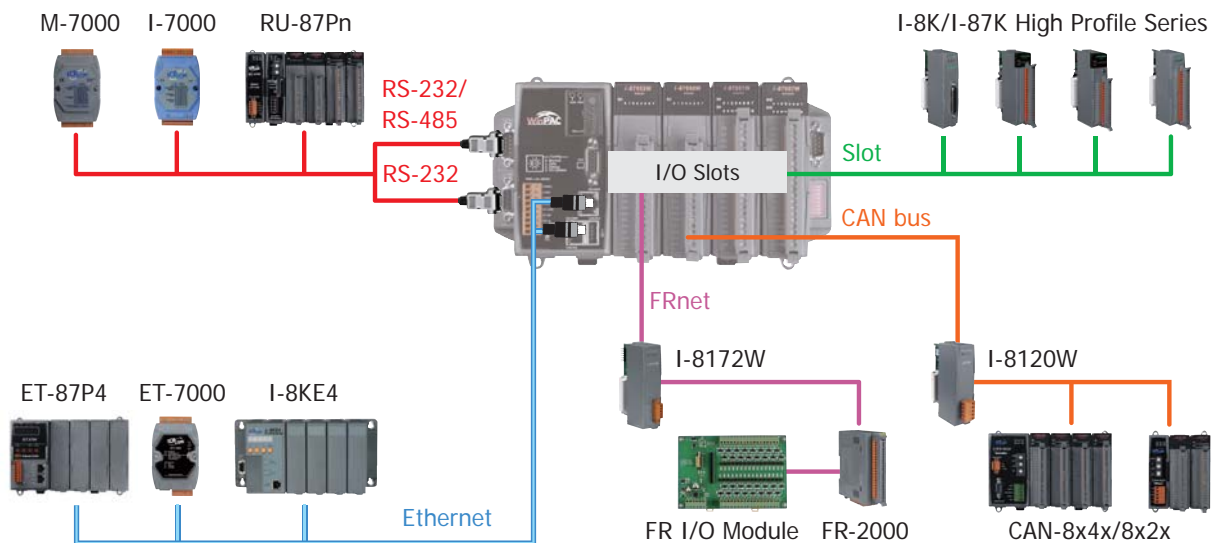 M-7000
I-7000
RU-87Pn
I-8K/I-87K High Profile Series
RS-232/
RS-485
WinPAC
RS-232
I/O Slots
Slot
CAN bus
FRnet
I-8172W
I-8120W
ET-87P4
ET-7000
I-8KE4
Ethernet
FR I/O Module
FR-2000
CAN-8x4x/8x2x